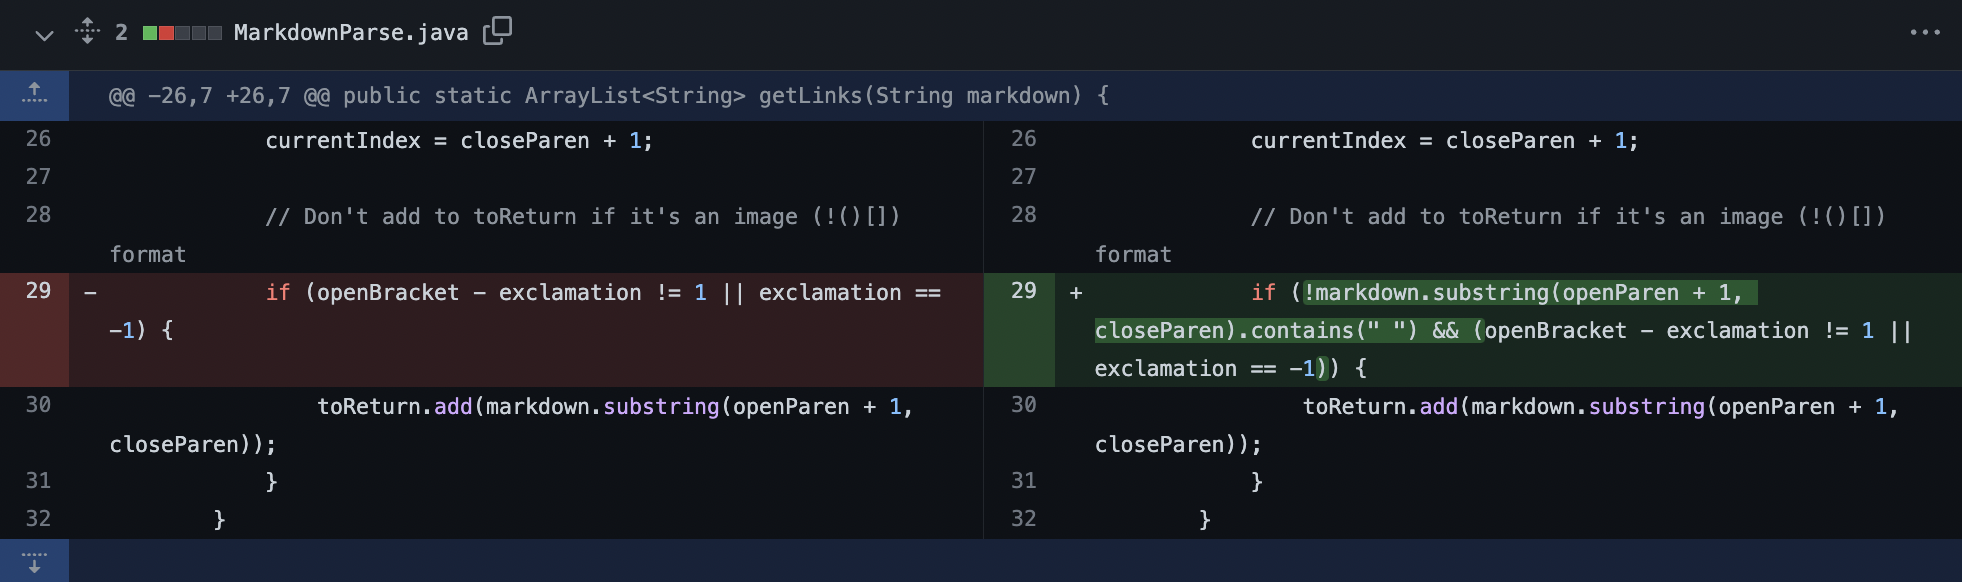 2 MarkdownParse.java
@@ -26,7 +26,7 @@ public static ArrayList<String> getLinks(String markdown) {
26 currentIndex = closeParen + 1;
27
28 // Don't add to toReturn if it's an image (!()[])
format
29 - if (openBracket - exclamation != 1 || exclamation ==
-1) {
30 toReturn.add(markdown.substring(openParen + 1,
closeParen));
31 }
32 }
26 currentIndex = closeParen + 1;
27
28 // Don't add to toReturn if it's an image (!()[])
format
29 + if (!markdown.substring(openParen + 1,
closeParen).contains(" ") && (openBracket - exclamation != 1 ||
exclamation == -1)) {
30 toReturn.add(markdown.substring(openParen + 1,
closeParen));
31 }
32 }